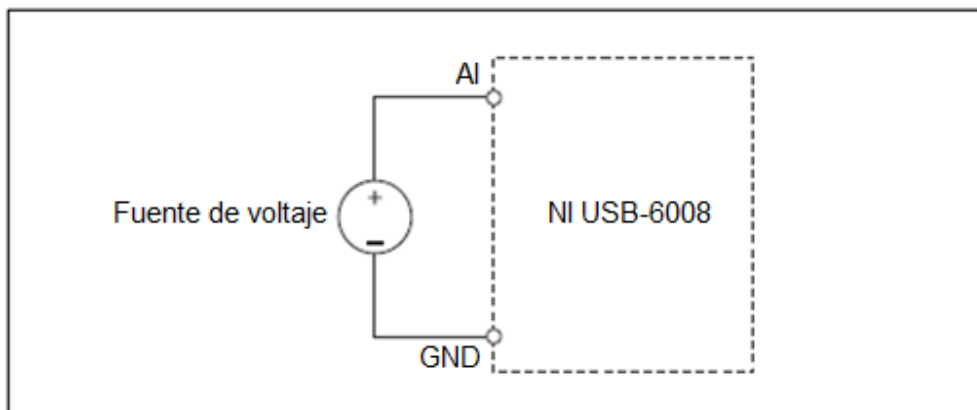 AI
Fuente de voltaje
+
-
NI USB-6008
GND